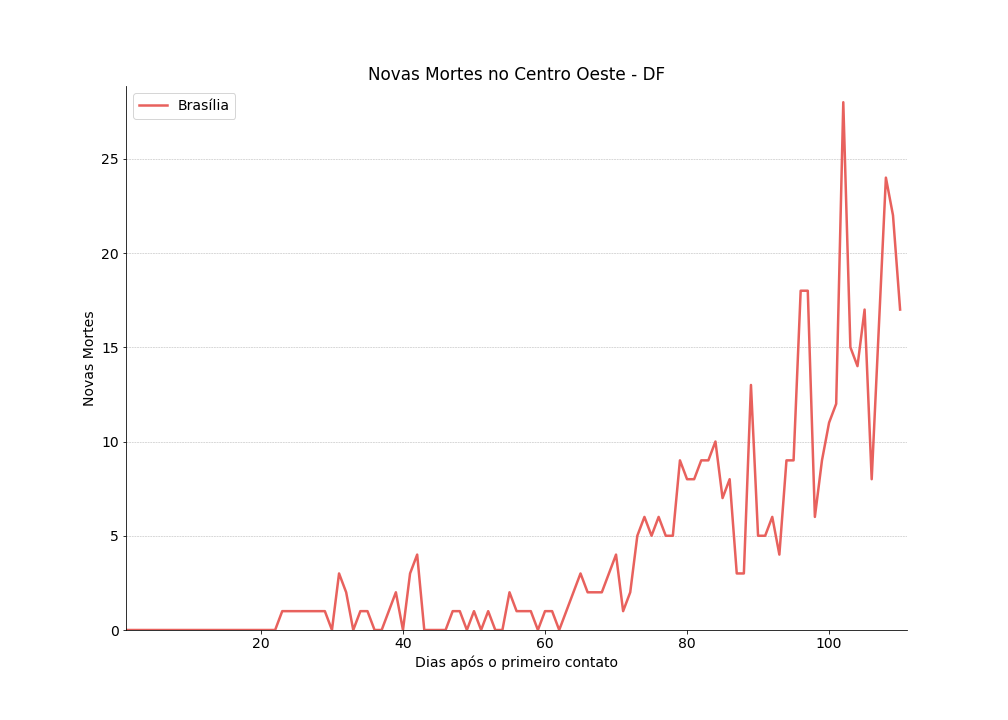 Novas Mortes no Centro Oeste - DF
Brasília
25
20
15
10
5
0
Novas Mortes
20 40 60 80 100
Dias após o primeiro contato